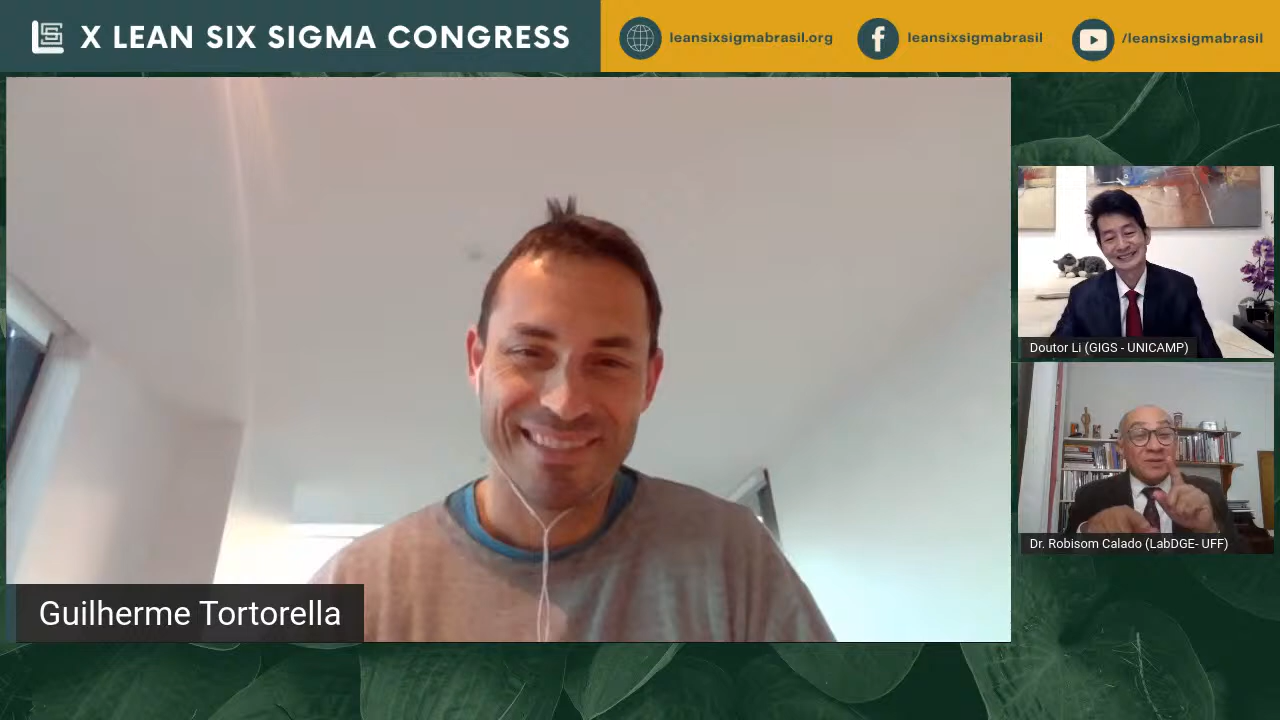 X LEAN SIX SIGMA CONGRESS
leansixsigmabrasil.org
leansixsigmabrasil
/leansixsigmabrasil
Doutor Li (GIGS - UNICAMP)
Dr. Robisom Calado (LabDGE- UFF)
Guilherme Tortorella